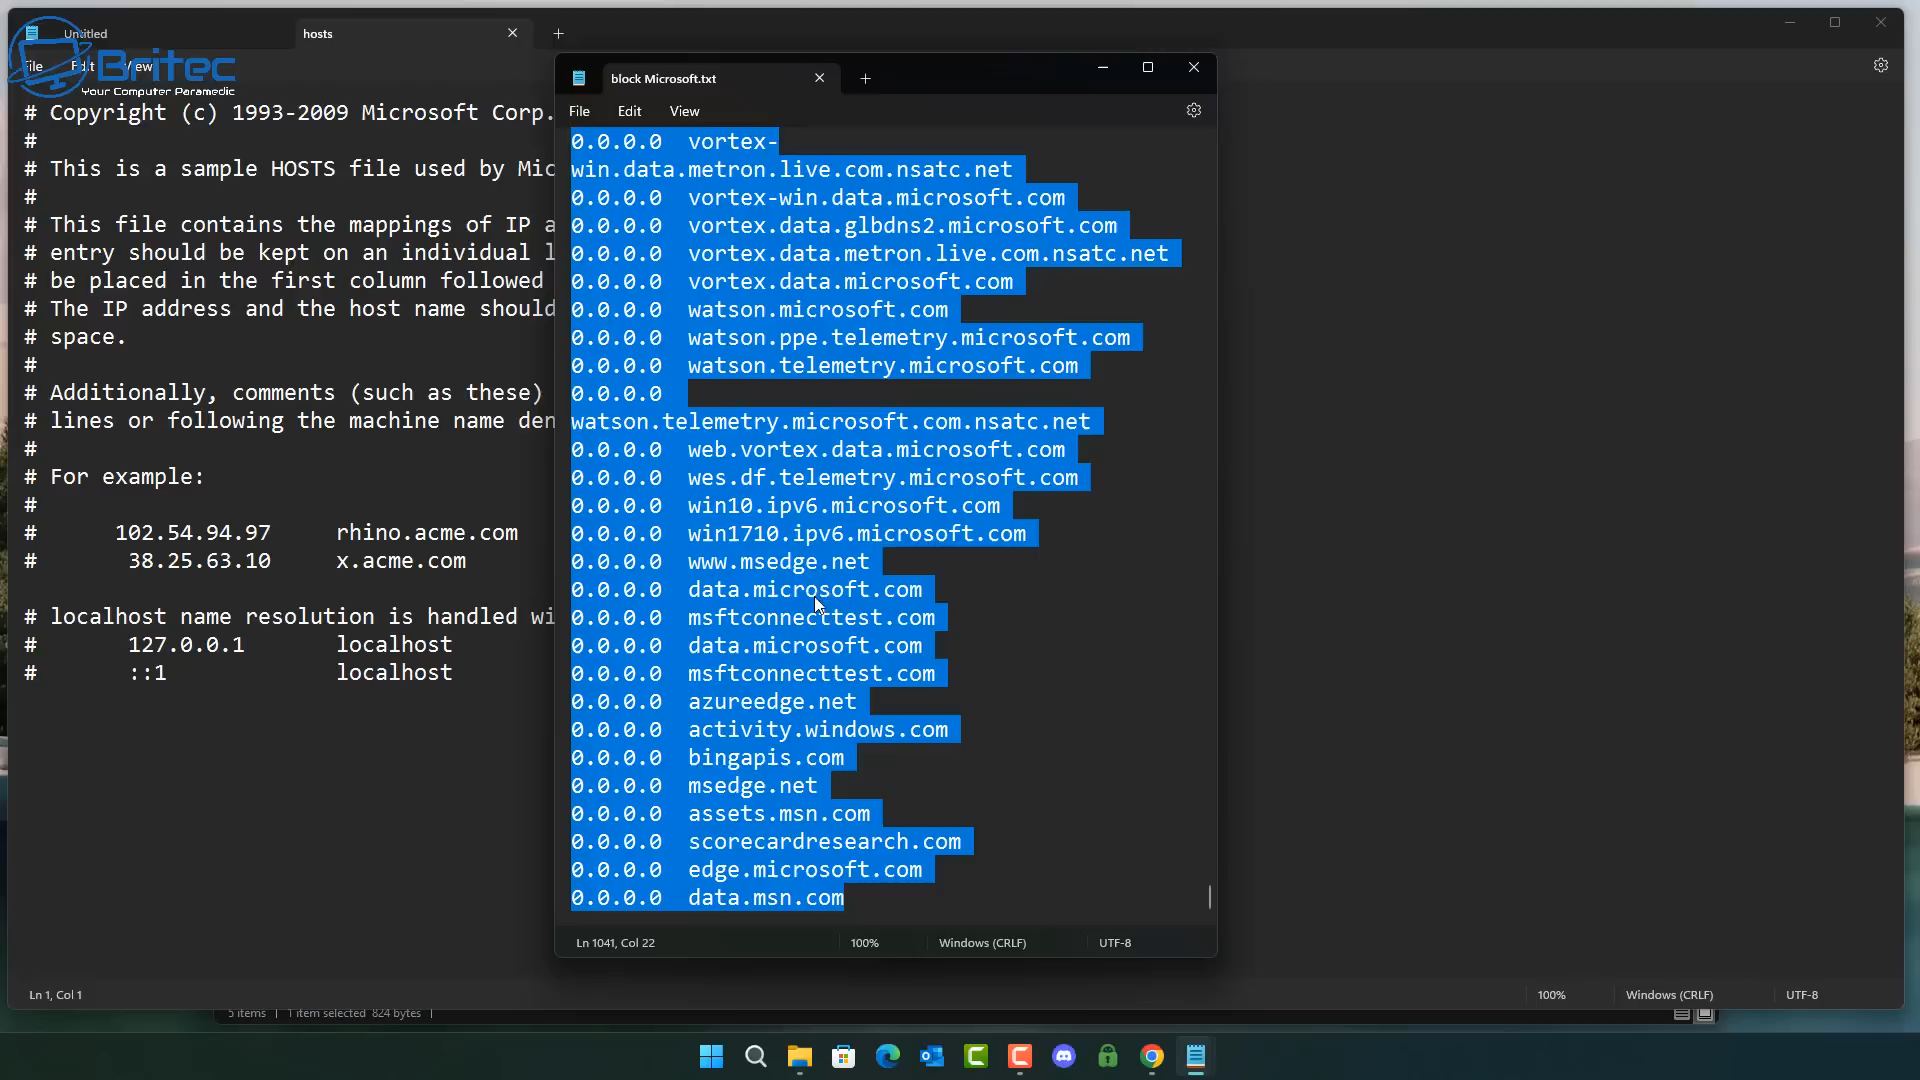 Untitled
hosts
File Edit View
Britec
Your Computer Paramedic
# Copyright (c) 1993-2009 Microsoft Corp.
#
# This is a sample HOSTS file used by Mic
#
# This file contains the mappings of IP a
# entry should be kept on an individual l
# be placed in the first column followed
# The IP address and the host name should
# space.
#
# Additionally, comments (such as these)
# lines or following the machine name den
#
# For example:
#
# 102.54.94.97 rhino.acme.com
# 38.25.63.10 x.acme.com
# localhost name resolution is handled wi
# 127.0.0.1 localhost
# ::1 localhost
Ln 1, Col 1
100%
Windows (CRLF)
UTF-8
block Microsoft.txt
File Edit View
0.0.0.0 vortex-
win.data.metron.live.com.nsatc.net
0.0.0.0 vortex-win.data.microsoft.com
0.0.0.0 vortex.data.glbdns2.microsoft.com
0.0.0.0 vortex.data.metron.live.com.nsatc.net
0.0.0.0 vortex.data.microsoft.com
0.0.0.0 watson.microsoft.com
0.0.0.0 watson.ppe.telemetry.microsoft.com
0.0.0.0 watson.telemetry.microsoft.com
0.0.0.0
watson.telemetry.microsoft.com.nsatc.net
0.0.0.0 web.vortex.data.microsoft.com
0.0.0.0 wes.df.telemetry.microsoft.com
0.0.0.0 win10.ipv6.microsoft.com
0.0.0.0 win1710.ipv6.microsoft.com
0.0.0.0 www.msedge.net
0.0.0.0 data.microsoft.com
0.0.0.0 msftconnecttest.com
0.0.0.0 data.microsoft.com
0.0.0.0 msftconnecttest.com
0.0.0.0 azureedge.net
0.0.0.0 activity.windows.com
0.0.0.0 bingapis.com
0.0.0.0 msedge.net
0.0.0.0 assets.msn.com
0.0.0.0 scorecardresearch.com
0.0.0.0 edge.microsoft.com
0.0.0.0 data.msn.com
Ln 1041, Col 22
100%
Windows (CRLF)
UTF-8
5 items 1 item selected 824 bytes